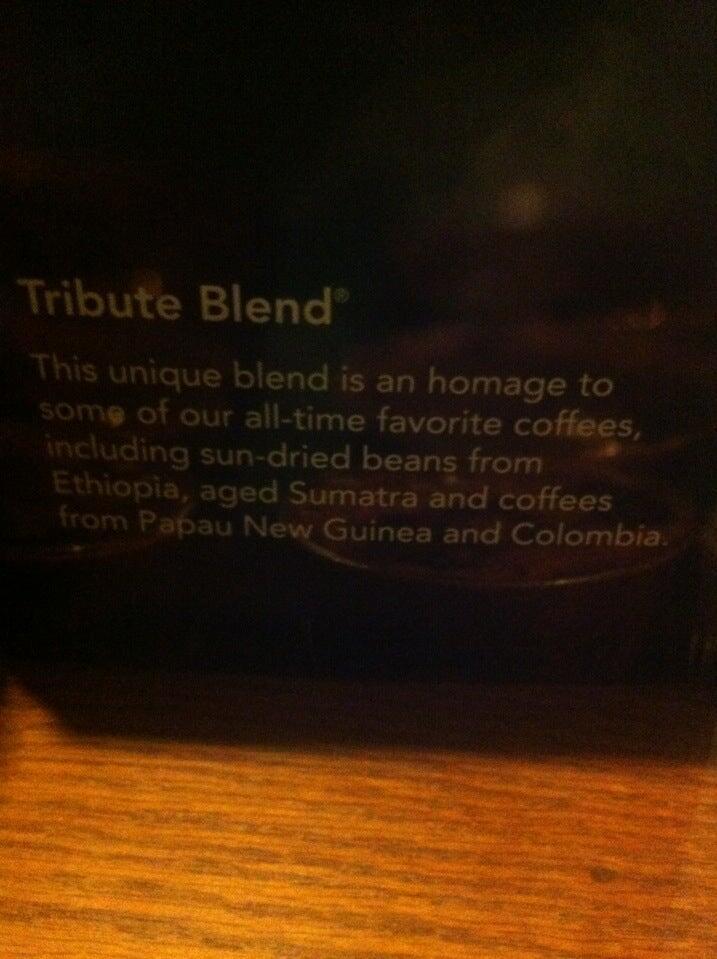 Tribute Blend®
This unique blend is an homage to
some of our all-time favorite coffees,
including sun-dried beans from
Ethiopia, aged Sumatra and coffees
from Papau New Guinea and Colombia.